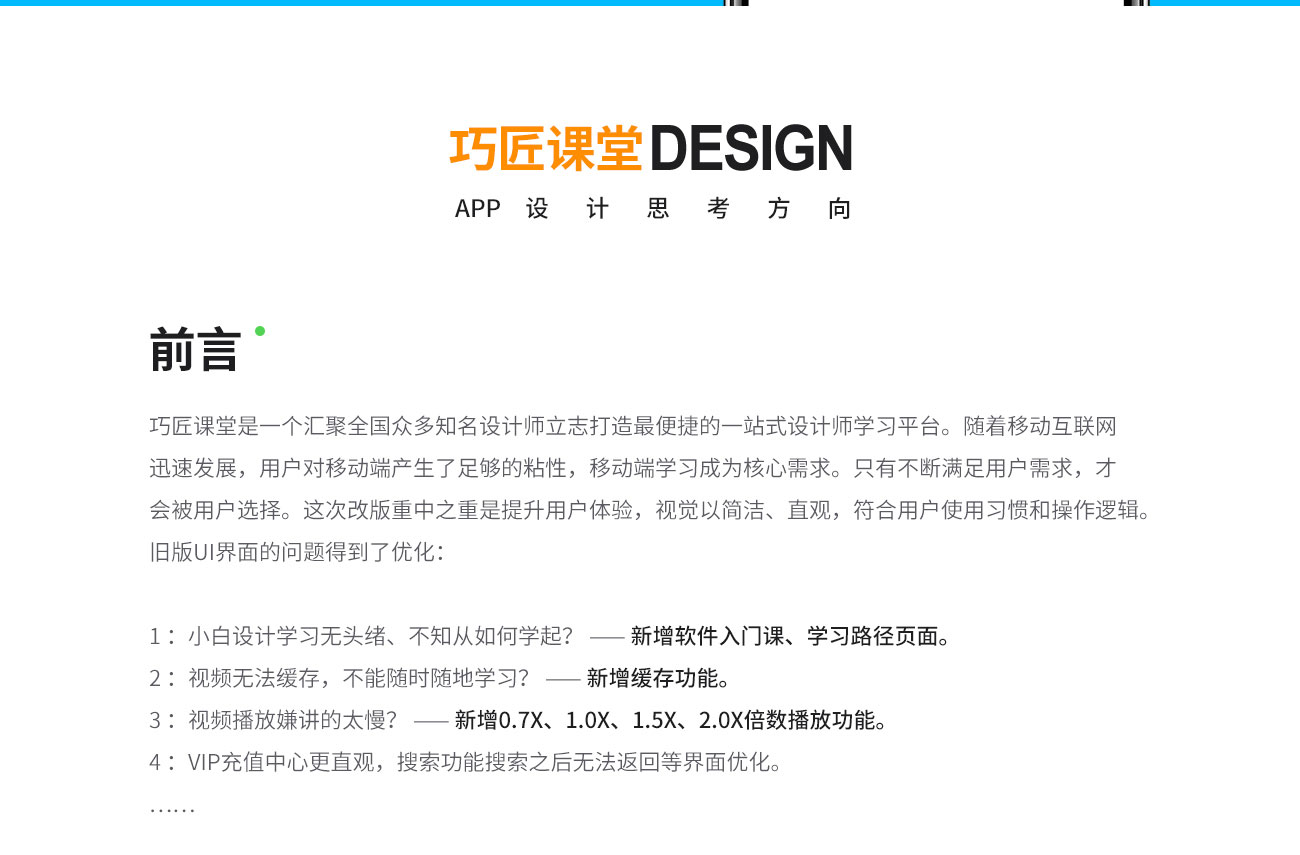 巧匠课堂DESIGN
APP 设 计 思 考 方 向
前言
巧匠课堂是一个汇聚全国众多知名设计师立志打造最便捷的一站式设计师学习平台。随着移动互联网
迅速发展，用户对移动端产生了足够的粘性，移动端学习成为核心需求。只有不断满足用户需求，才
会被用户选择。这次改版重中之重是提升用户体验，视觉以简洁、直观，符合用户使用习惯和操作逻辑。
旧版UI界面的问题得到了优化：
1 ：小白设计学习无头绪、不知从如何学起？ —— 新增软件入门课、学习路径页面。
2 ：视频无法缓存，不能随时随地学习？ —— 新增缓存功能。
3 ：视频播放嫌讲的太慢？ —— 新增0.7X、1.0X、1.5X、2.0X倍数播放功能。
4 ：VIP充值中心更直观，搜索功能搜索之后无法返回等界面优化。
……